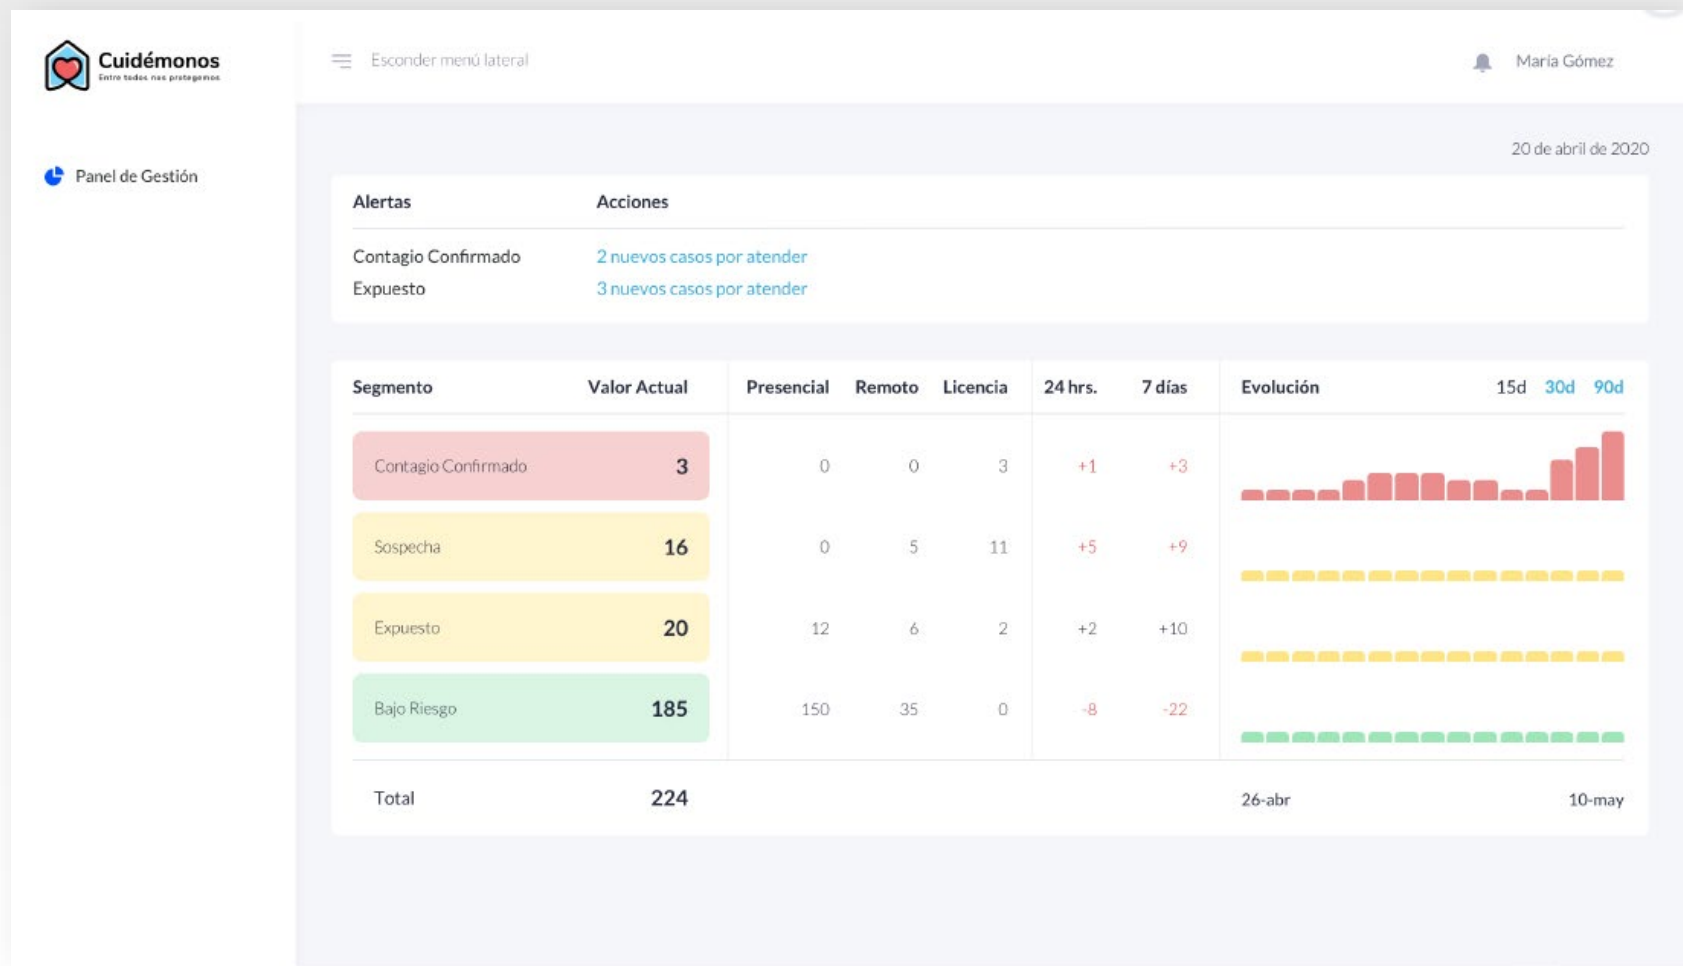 Cuidémonos
Entre todos nos protegemos
Esconder menú lateral
María Gómez
Panel de Gestión
20 de abril de 2020
Alertas Acciones
Contagio Confirmado 2 nuevos casos por atender
Expuesto 3 nuevos casos por atender
Segmento Valor Actual Presencial Remoto Licencia 24 hrs. 7 días Evolución 15d 30d 90d
Contagio Confirmado 3 0 0 3 +1 +3
Sospecha 16 0 5 11 +5 +9
Expuesto 20 12 6 2 +2 +10
Bajo Riesgo 185 150 35 0 -8 -22
Total 224 26-abr 10-may